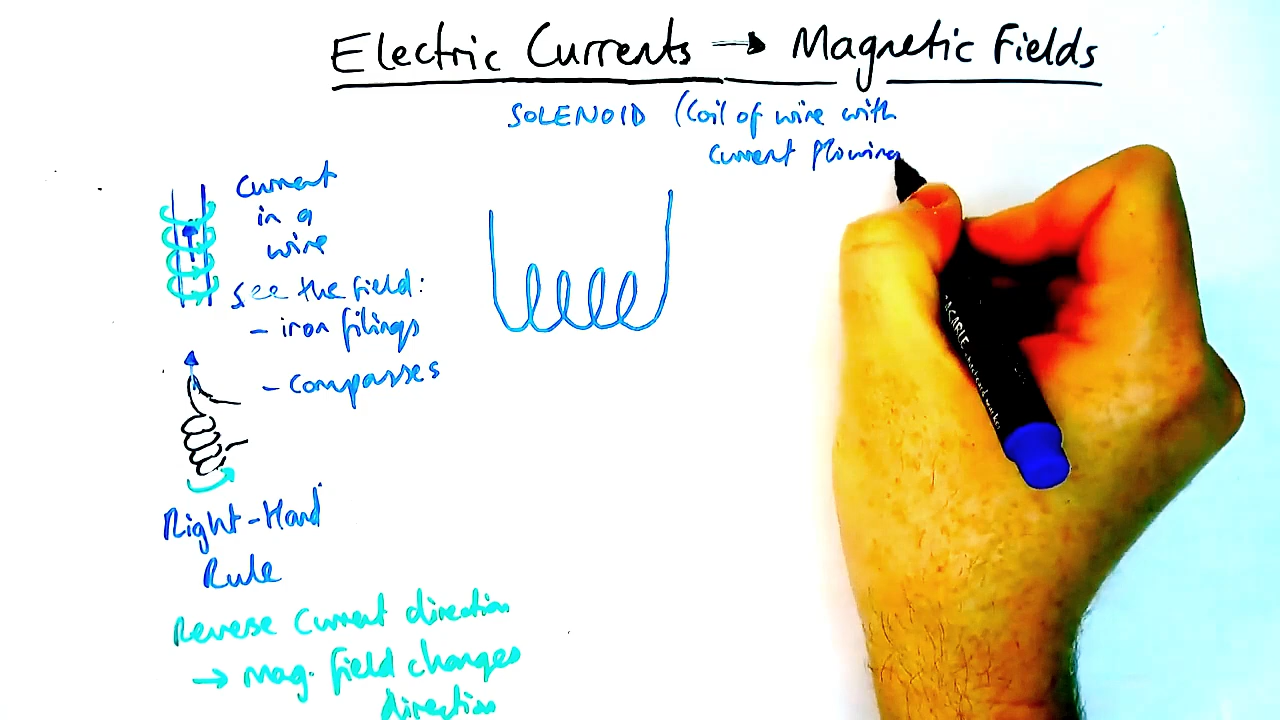 Electric Currents → Magnetic Fields
SOLENOID (Coil of wire with
current flowing
Current
in a
wire
see the field:
- iron filings
- compasses
Right-Hand
Rule
Reverse Current direction
→ mag. field changes
direction